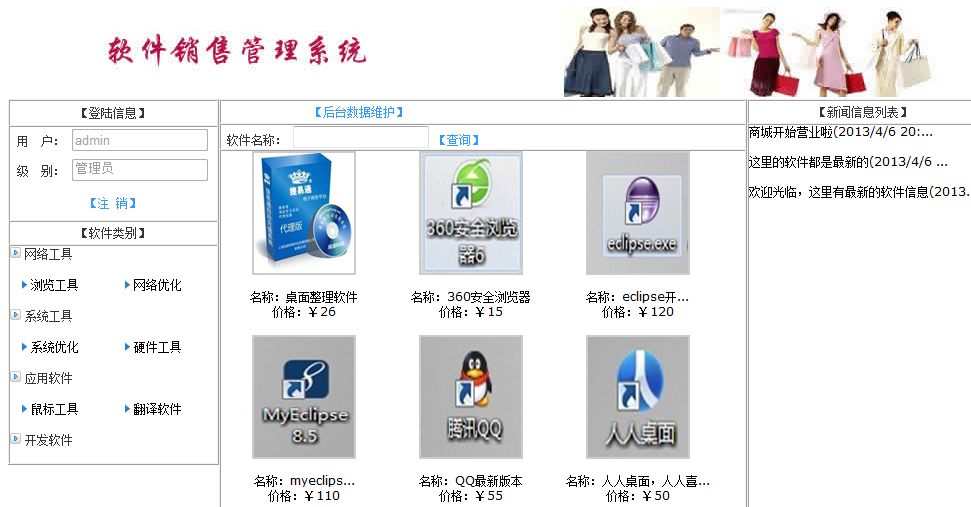 软件销售管理系统
【登陆信息】
用 户： admin
级 别： 管理员
【注 销】
【软件类别】
网络工具
浏览工具 网络优化
系统工具
系统优化 硬件工具
应用软件
鼠标工具 翻译软件
开发软件
【后台数据维护】
软件名称： 【查询】
捷易通
代理版
360安全浏览
器6
eclipse.exe
名称：桌面整理软件 名称：360安全浏览器 名称：eclipse开...
价格：￥26 价格：￥15 价格：￥120
MyEclipse
8.5
腾讯QQ
人人桌面
名称：myeclips... 名称：QQ最新版本 名称：人人桌面，人人喜...
价格：￥110 价格：￥55 价格：￥50
【新闻信息列表】
商城开始营业啦(2013/4/6 20:...
这里的软件都是最新的(2013/4/6 ...
欢迎光临，这里有最新的软件信息(2013.